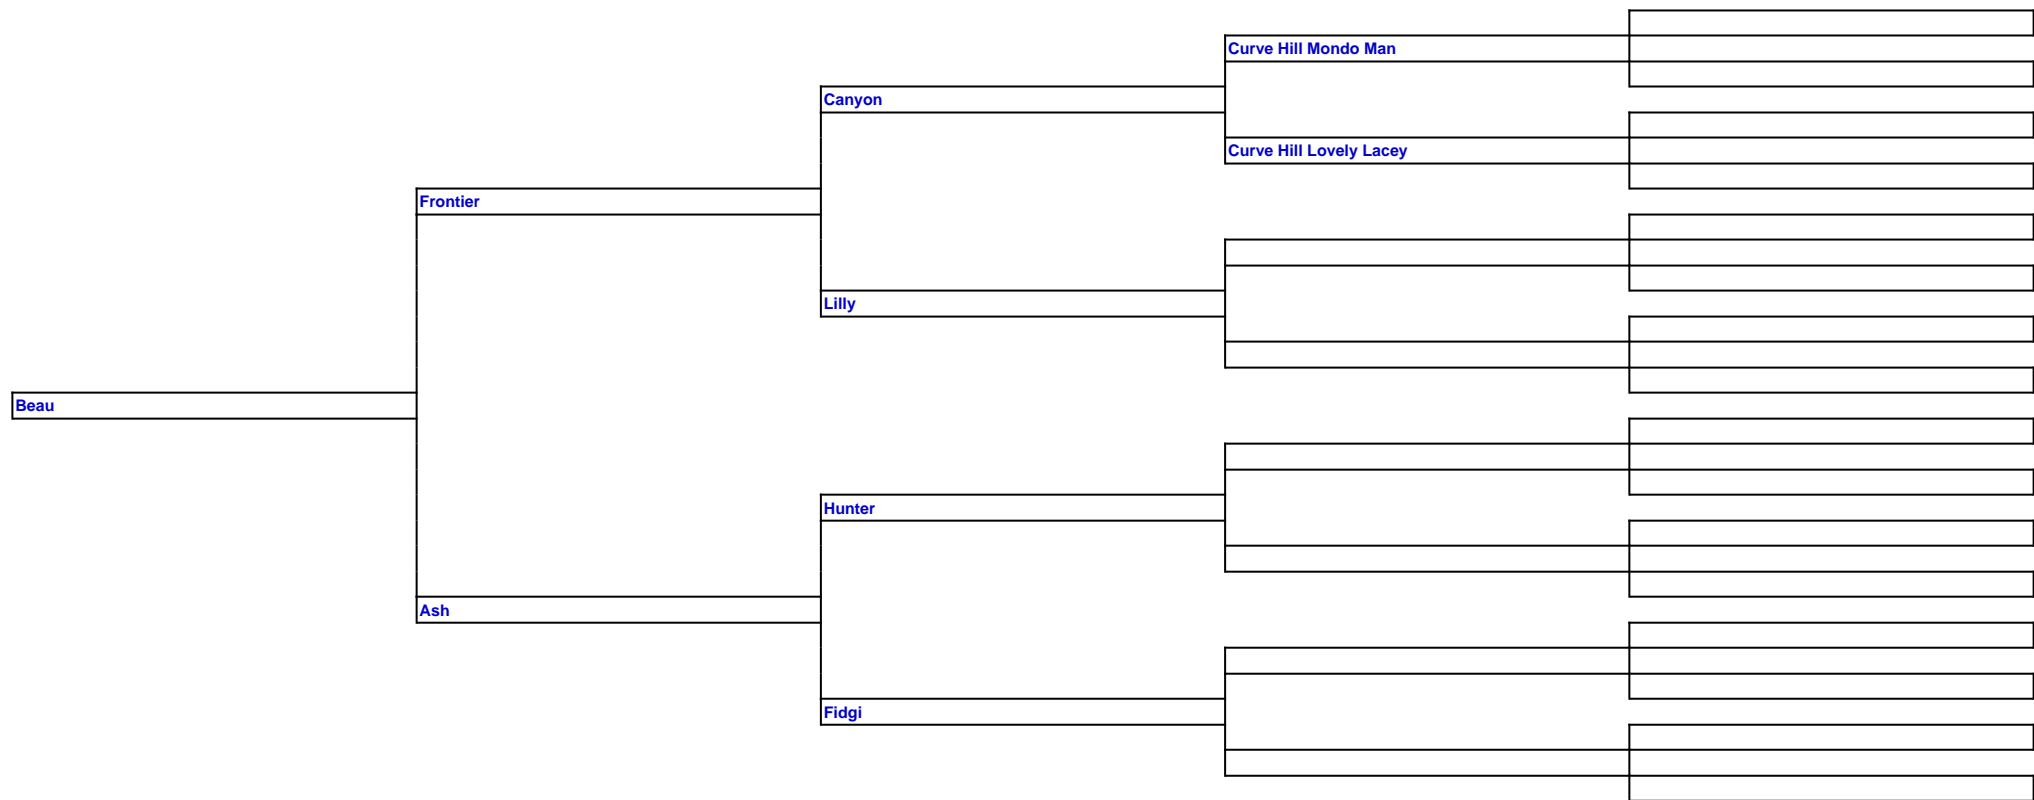 Curve Hill Mondo Man
Canyon
Curve Hill Lovely Lacey
Frontier
Lilly
Beau
Hunter
Ash
Fidgi